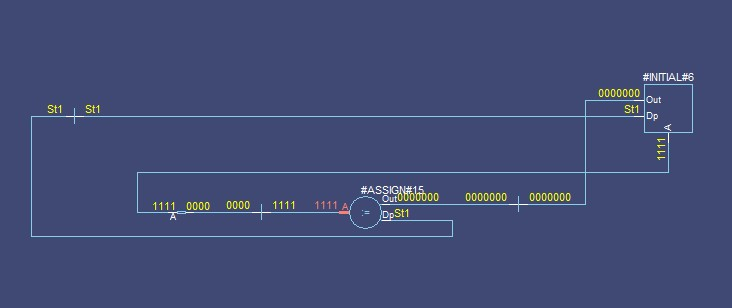 #INITIAL#6
0000000 Out
St1 St1 St1 Dp
A
1111
#ASSIGN#15
1111 0000 0000 1111 1111 A := Out 0000000 0000000 0000000
A Dp St1